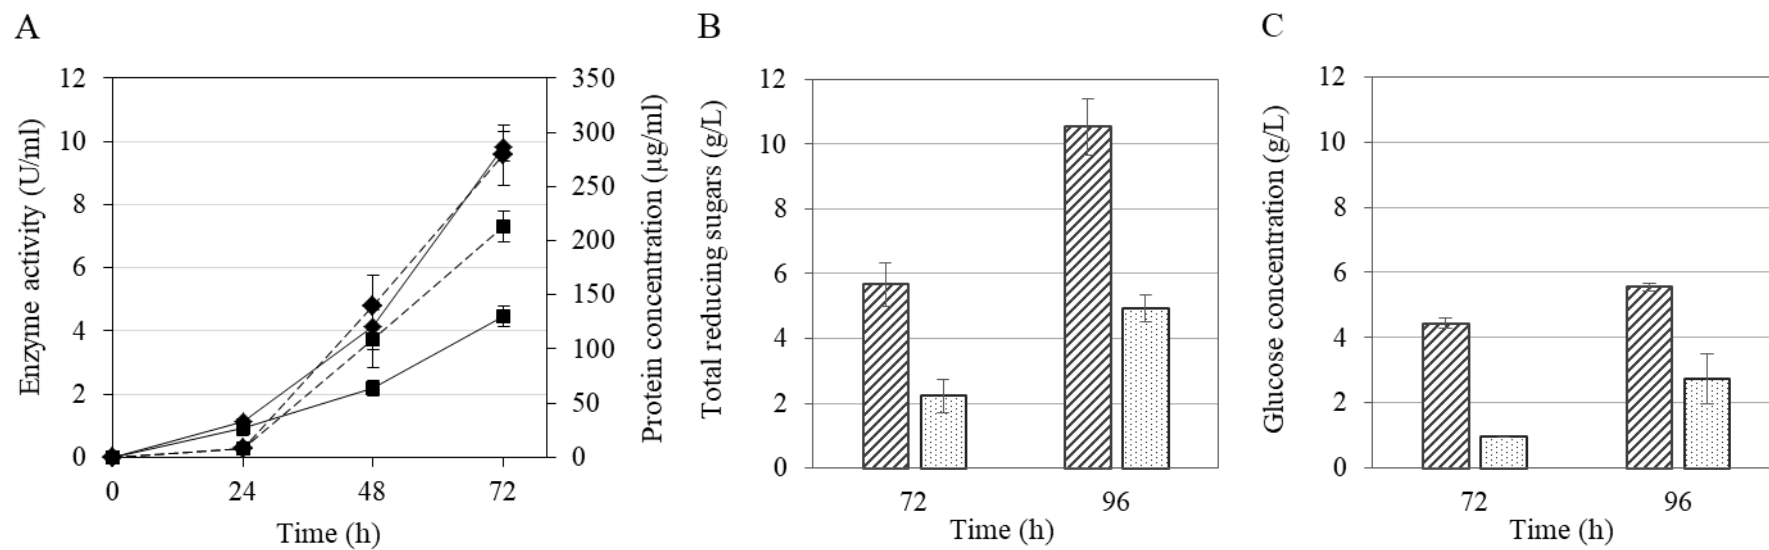 A
Enzyme activity (U/ml)
12
10
8
6
4
2
0
350
300
250
200
150
100
50
0
Protein concentration (µg/ml)
0 24 48 72
Time (h)
B
Total reducing sugars (g/L)
12
10
8
6
4
2
0
72 96
Time (h)
C
Glucose concentration (g/L)
12
10
8
6
4
2
0
72 96
Time (h)